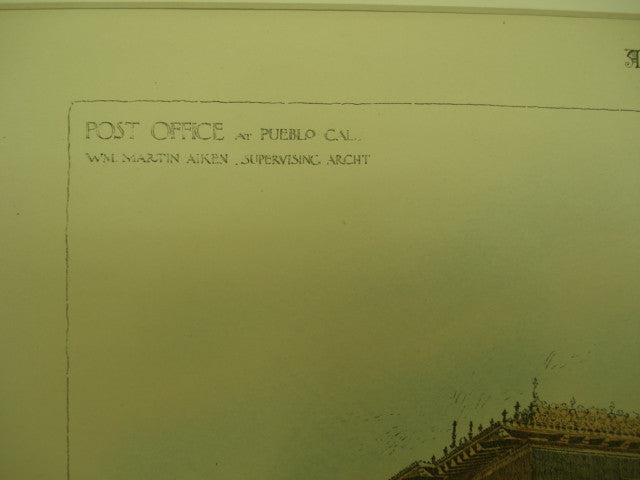 POST OFFICE AT PUEBLO CAL.
WM. MARTIN AIKEN . SUPERVISING ARCHT